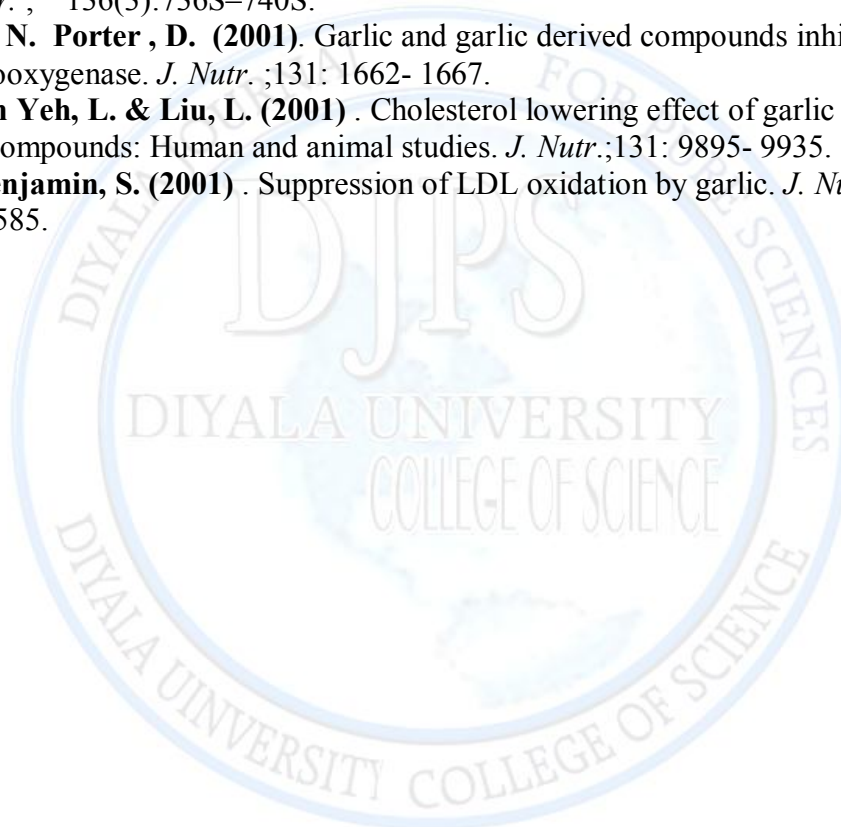 136(3):736S–740S.
N. Porter , D. (2001). Garlic and garlic derived compounds inhi
ooxygenase. J. Nutr. ;131: 1662- 1667.
Yeh, L. & Liu, L. (2001) . Cholesterol lowering effect of garlic
ompounds: Human and animal studies. J. Nutr.;131: 9895- 9935.
enjamin, S. (2001) . Suppression of LDL oxidation by garlic. J. Nu
585.
DIYALA JOURNAL
FOR PURE SCIENCES
DJPS
DIYALA UNIVERSITY
COLLEGE OF SCIENCE
DIYALA UINVERSITY COLLEGE OF SCIENCE